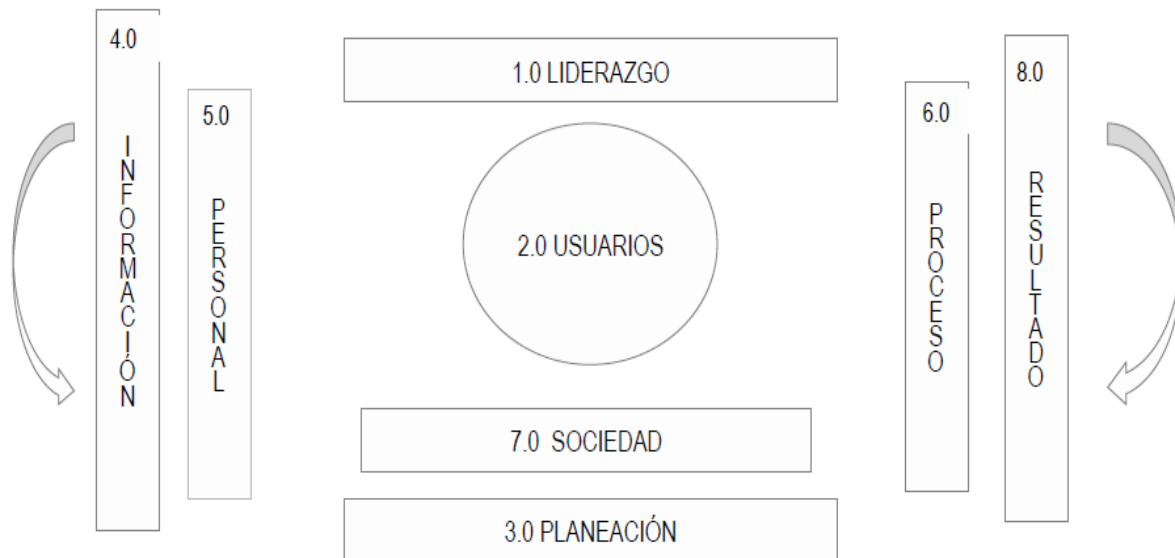 4.0
INFORMACIÓN
5.0
PERSONAL
1.0 LIDERAZGO
2.0 USUARIOS
7.0 SOCIEDAD
3.0 PLANEACIÓN
6.0
PROCESO
8.0
RESULTADO